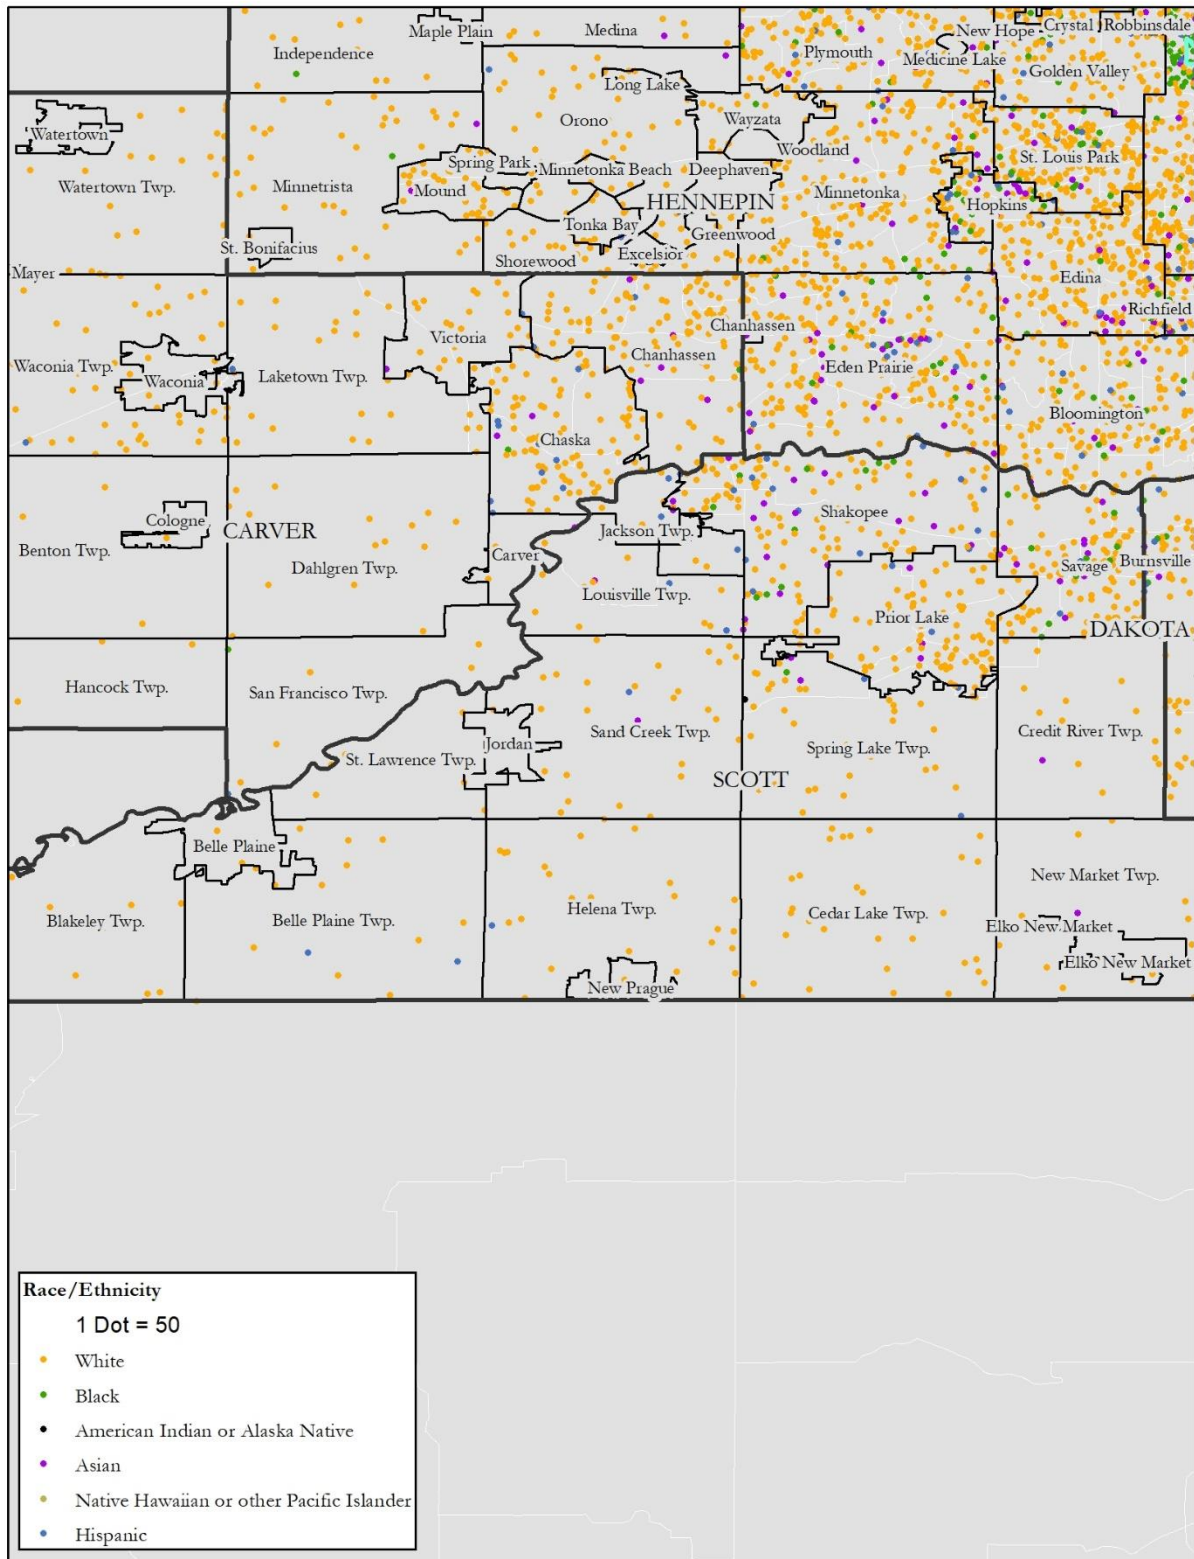 Maple Plain
Medina
New Hope
Crystal
Robbinsdale
Independence
Plymouth
Medicine Lake
Golden Valley
Long Lake
Watertown
Orono
Wayzata
Woodland
St. Louis Park
Spring Park
Minnetonka Beach
Deephaven
Watertown Twp.
Minnetrista
Mound
Minnetonka
HENNEPIN
Hopkins
Tonka Bay
Greenwood
St. Bonifacius
Shorewood
Excelsior
Mayer
Edina
Richfield
Victoria
Chanhassen
Chanhassen
Waconia Twp.
Waconia
Laketown Twp.
Eden Prairie
Bloomington
Chaska
Cologne
CARVER
Shakopee
Jackson Twp.
Benton Twp.
Dahlgren Twp.
Carver
Savage
Burnsville
Louisville Twp.
Prior Lake
DAKOTA
Hancock Twp.
San Francisco Twp.
Sand Creek Twp.
Credit River Twp.
Jordan
Spring Lake Twp.
St. Lawrence Twp.
SCOTT
Belle Plaine
New Market Twp.
Blakeley Twp.
Belle Plaine Twp.
Helena Twp.
Cedar Lake Twp.
Elko New Market
Elko New Market
New Prague
Race/Ethnicity
1 Dot = 50
White
Black
American Indian or Alaska Native
Asian
Native Hawaiian or other Pacific Islander
Hispanic